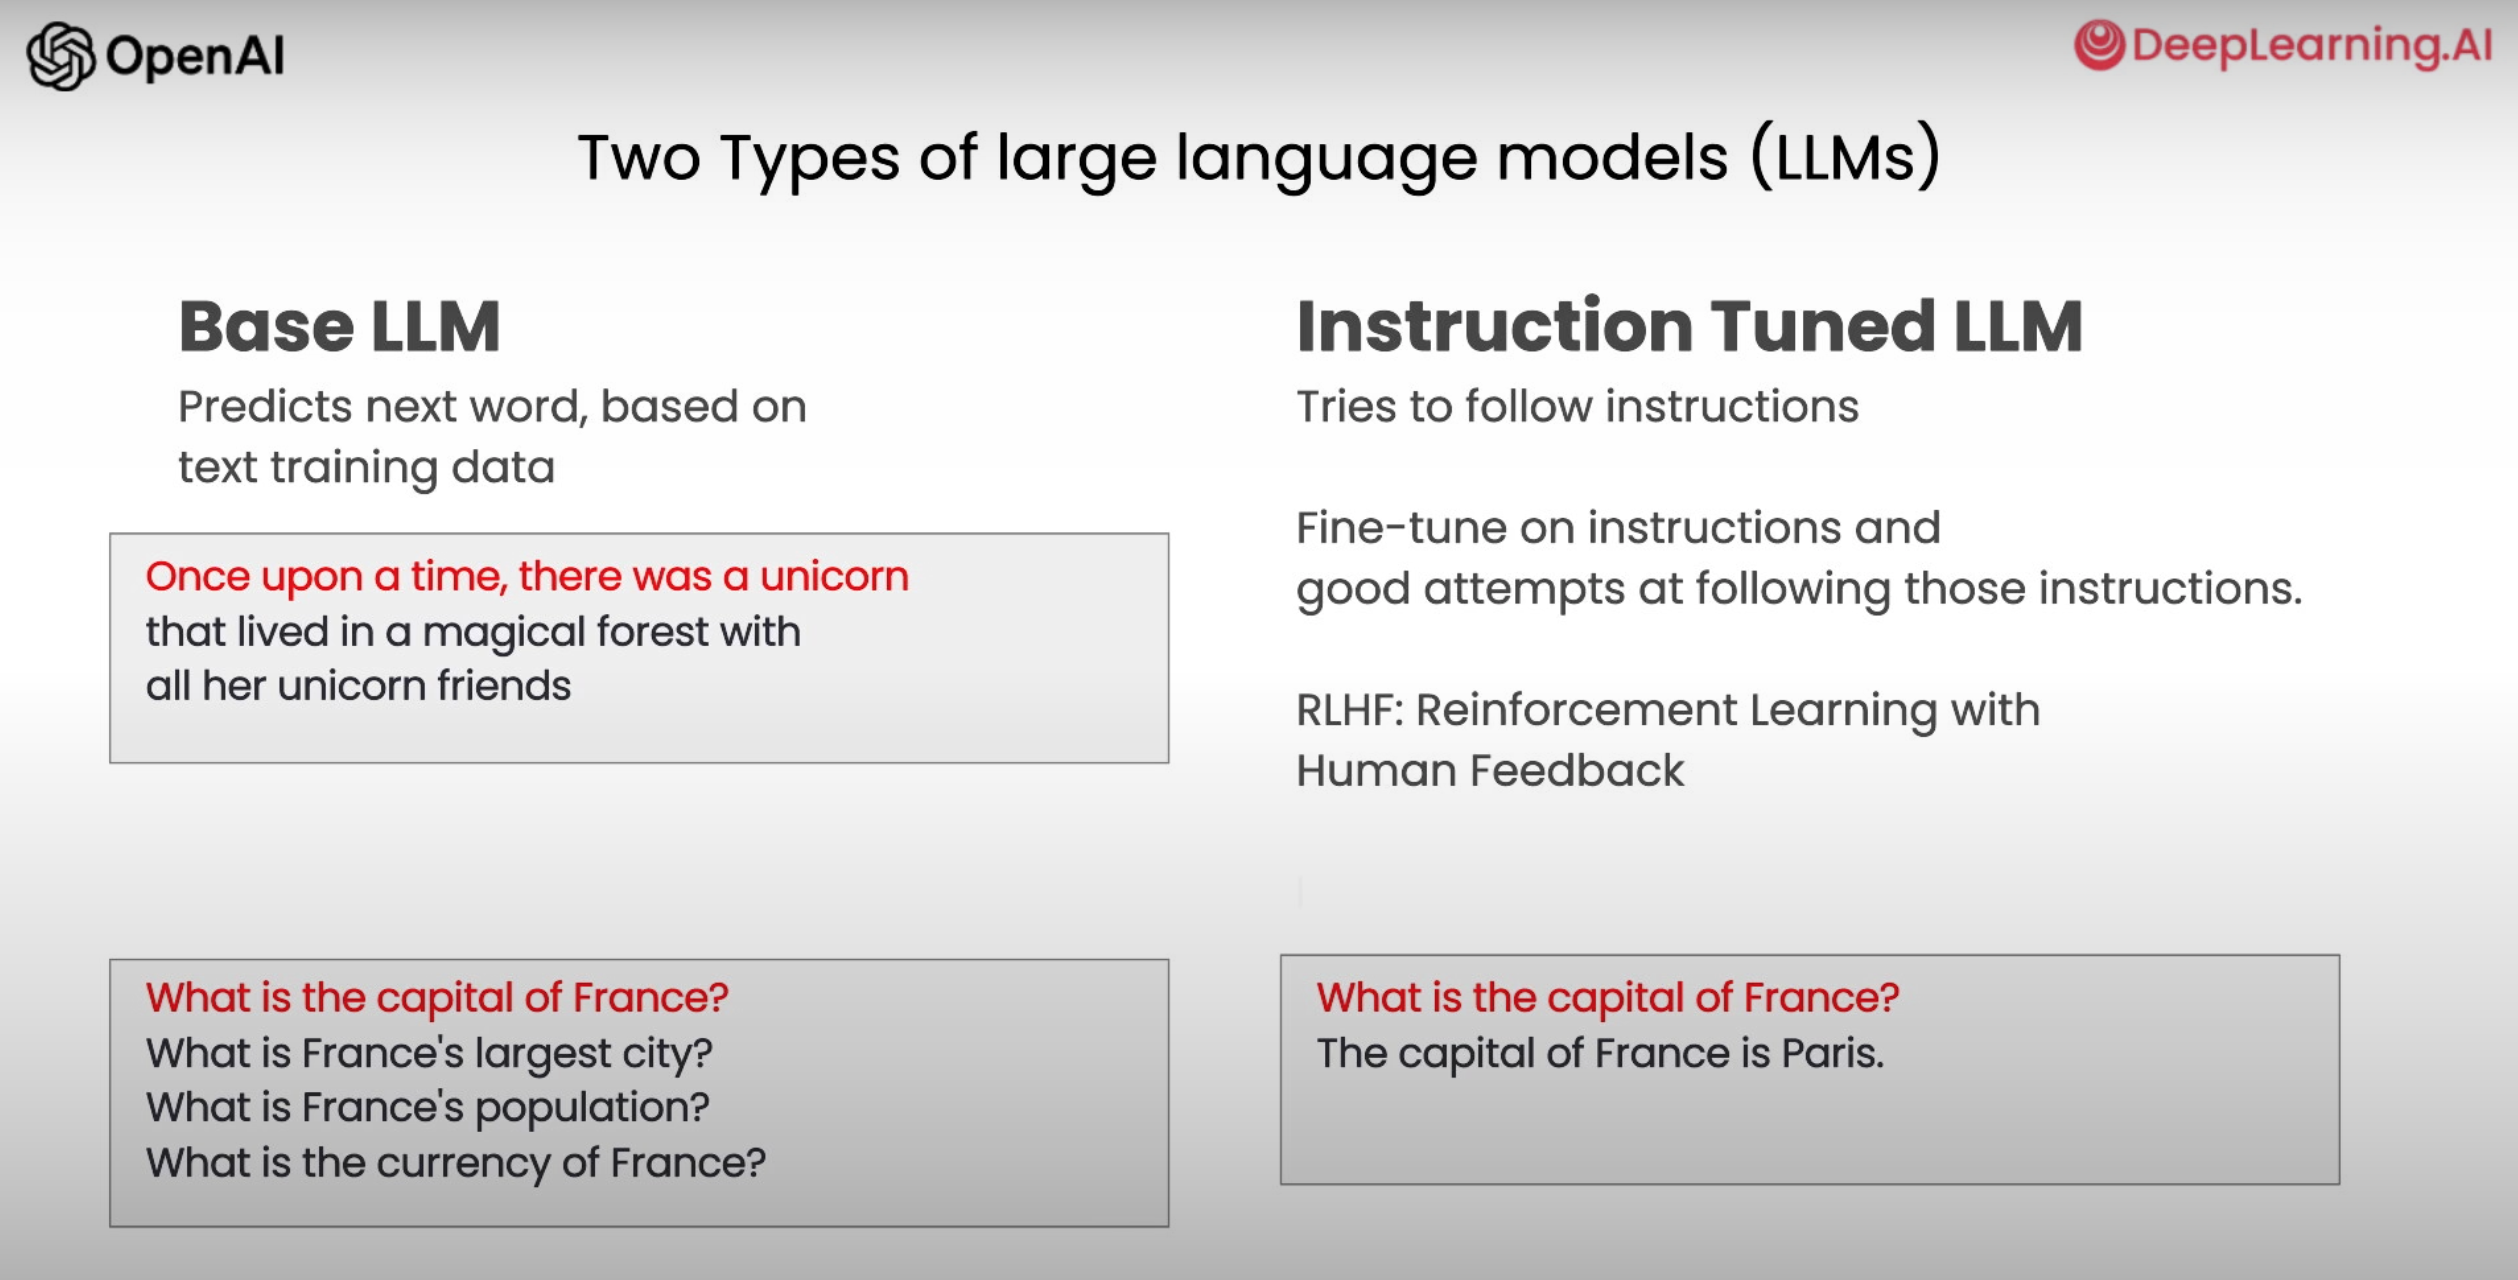 OpenAI
DeepLearning.AI
Two Types of large language models (LLMs)
Base LLM
Predicts next word, based on
text training data
Once upon a time, there was a unicorn
that lived in a magical forest with
all her unicorn friends
What is the capital of France?
What is France's largest city?
What is France's population?
What is the currency of France?
Instruction Tuned LLM
Tries to follow instructions
Fine-tune on instructions and
good attempts at following those instructions.
RLHF: Reinforcement Learning with
Human Feedback
What is the capital of France?
The capital of France is Paris.